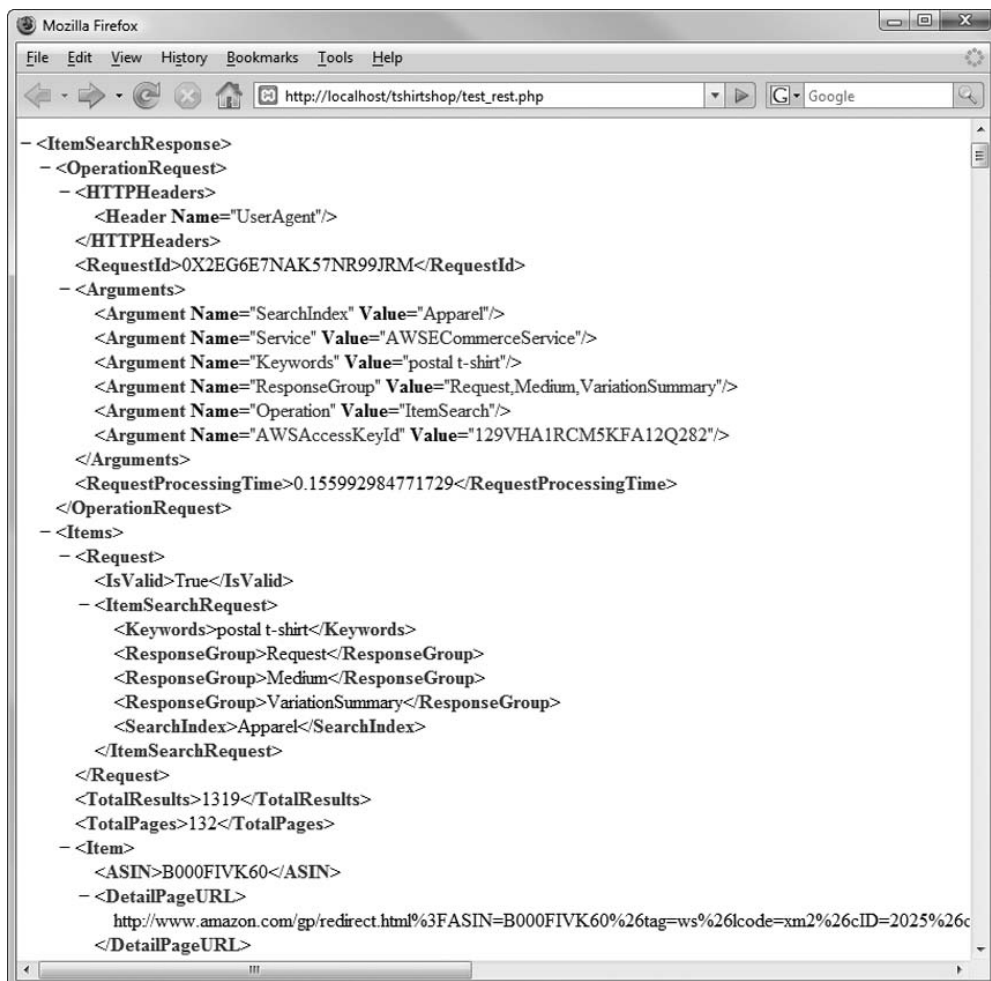 Mozilla Firefox
File Edit View History Bookmarks Tools Help
http://localhost/tshirtshop/test_rest.php
G Google
− <ItemSearchResponse>
− <OperationRequest>
− <HTTPHeaders>
<Header Name="UserAgent"/>
</HTTPHeaders>
<RequestId>0X2EG6E7NAK57NR99JRM</RequestId>
− <Arguments>
<Argument Name="SearchIndex" Value="Apparel"/>
<Argument Name="Service" Value="AWSECommerceService"/>
<Argument Name="Keywords" Value="postal t-shirt"/>
<Argument Name="ResponseGroup" Value="Request,Medium,VariationSummary"/>
<Argument Name="Operation" Value="ItemSearch"/>
<Argument Name="AWSAccessKeyId" Value="129VHA1RCM5KFA12Q282"/>
</Arguments>
<RequestProcessingTime>0.155992984771729</RequestProcessingTime>
</OperationRequest>
− <Items>
− <Request>
<IsValid>True</IsValid>
− <ItemSearchRequest>
<Keywords>postal t-shirt</Keywords>
<ResponseGroup>Request</ResponseGroup>
<ResponseGroup>Medium</ResponseGroup>
<ResponseGroup>VariationSummary</ResponseGroup>
<SearchIndex>Apparel</SearchIndex>
</ItemSearchRequest>
</Request>
<TotalResults>1319</TotalResults>
<TotalPages>132</TotalPages>
− <Item>
<ASIN>B000FIVK60</ASIN>
− <DetailPageURL>
http://www.amazon.com/gp/redirect.html%3FASIN=B000FIVK60%26tag=ws%26lcode=xm2%26cID=2025%26c
</DetailPageURL>